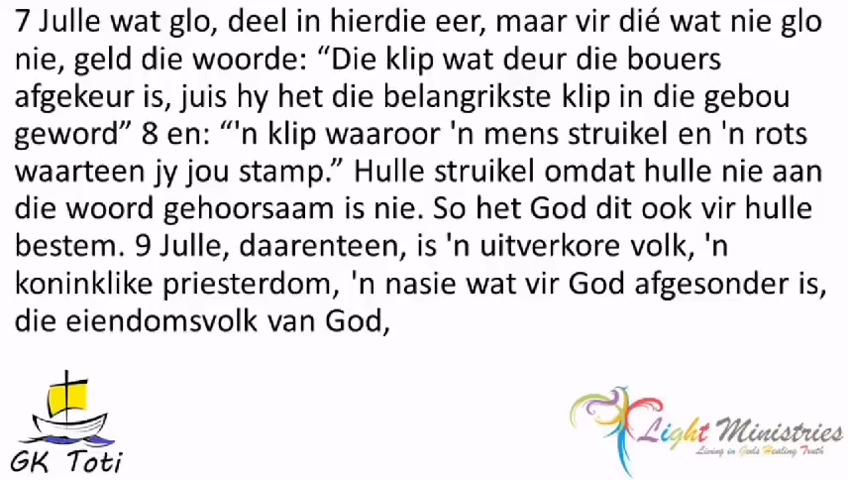 7 Julle wat glo, deel in hierdie eer, maar vir dié wat nie glo
nie, geld die woorde: “Die klip wat deur die bouers
afgekeur is, juis hy het die belangrikste klip in die gebou
geword” 8 en: “'n klip waaroor 'n mens struikel en 'n rots
waarteen jy jou stamp.” Hulle struikel omdat hulle nie aan
die woord gehoorsaam is nie. So het God dit ook vir hulle
bestem. 9 Julle, daarenteen, is 'n uitverkore volk, 'n
koninklike priesterdom, 'n nasie wat vir God afgesonder is,
die eiendomsvolk van God,
GK Toti
Light Ministries
Living in Gods Healing Truth